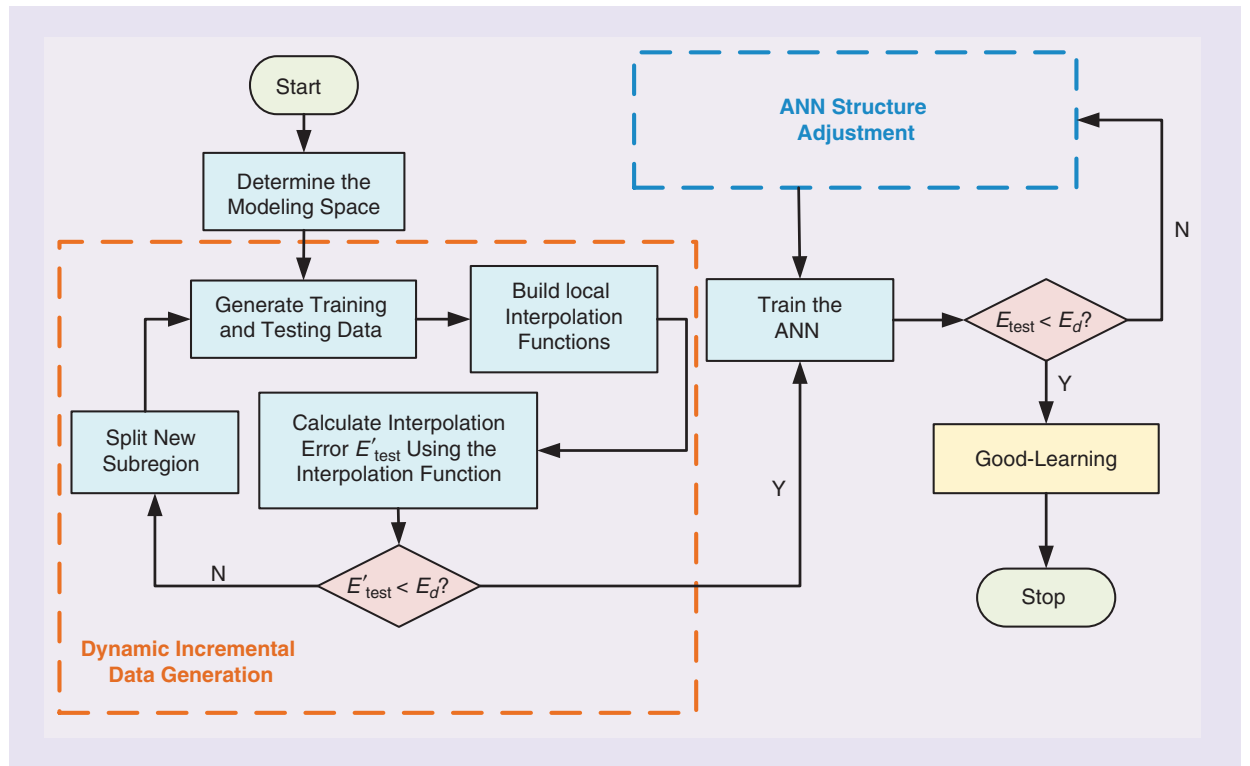 Start
Determine the
Modeling Space
Generate Training
and Testing Data
Build local
Interpolation
Functions
Calculate Interpolation
Error E′test Using the
Interpolation Function
Split New
Subregion
E′test < Ed?
N
Y
Dynamic Incremental
Data Generation
ANN Structure
Adjustment
Train the
ANN
Etest < Ed?
N
Y
Good-Learning
Stop